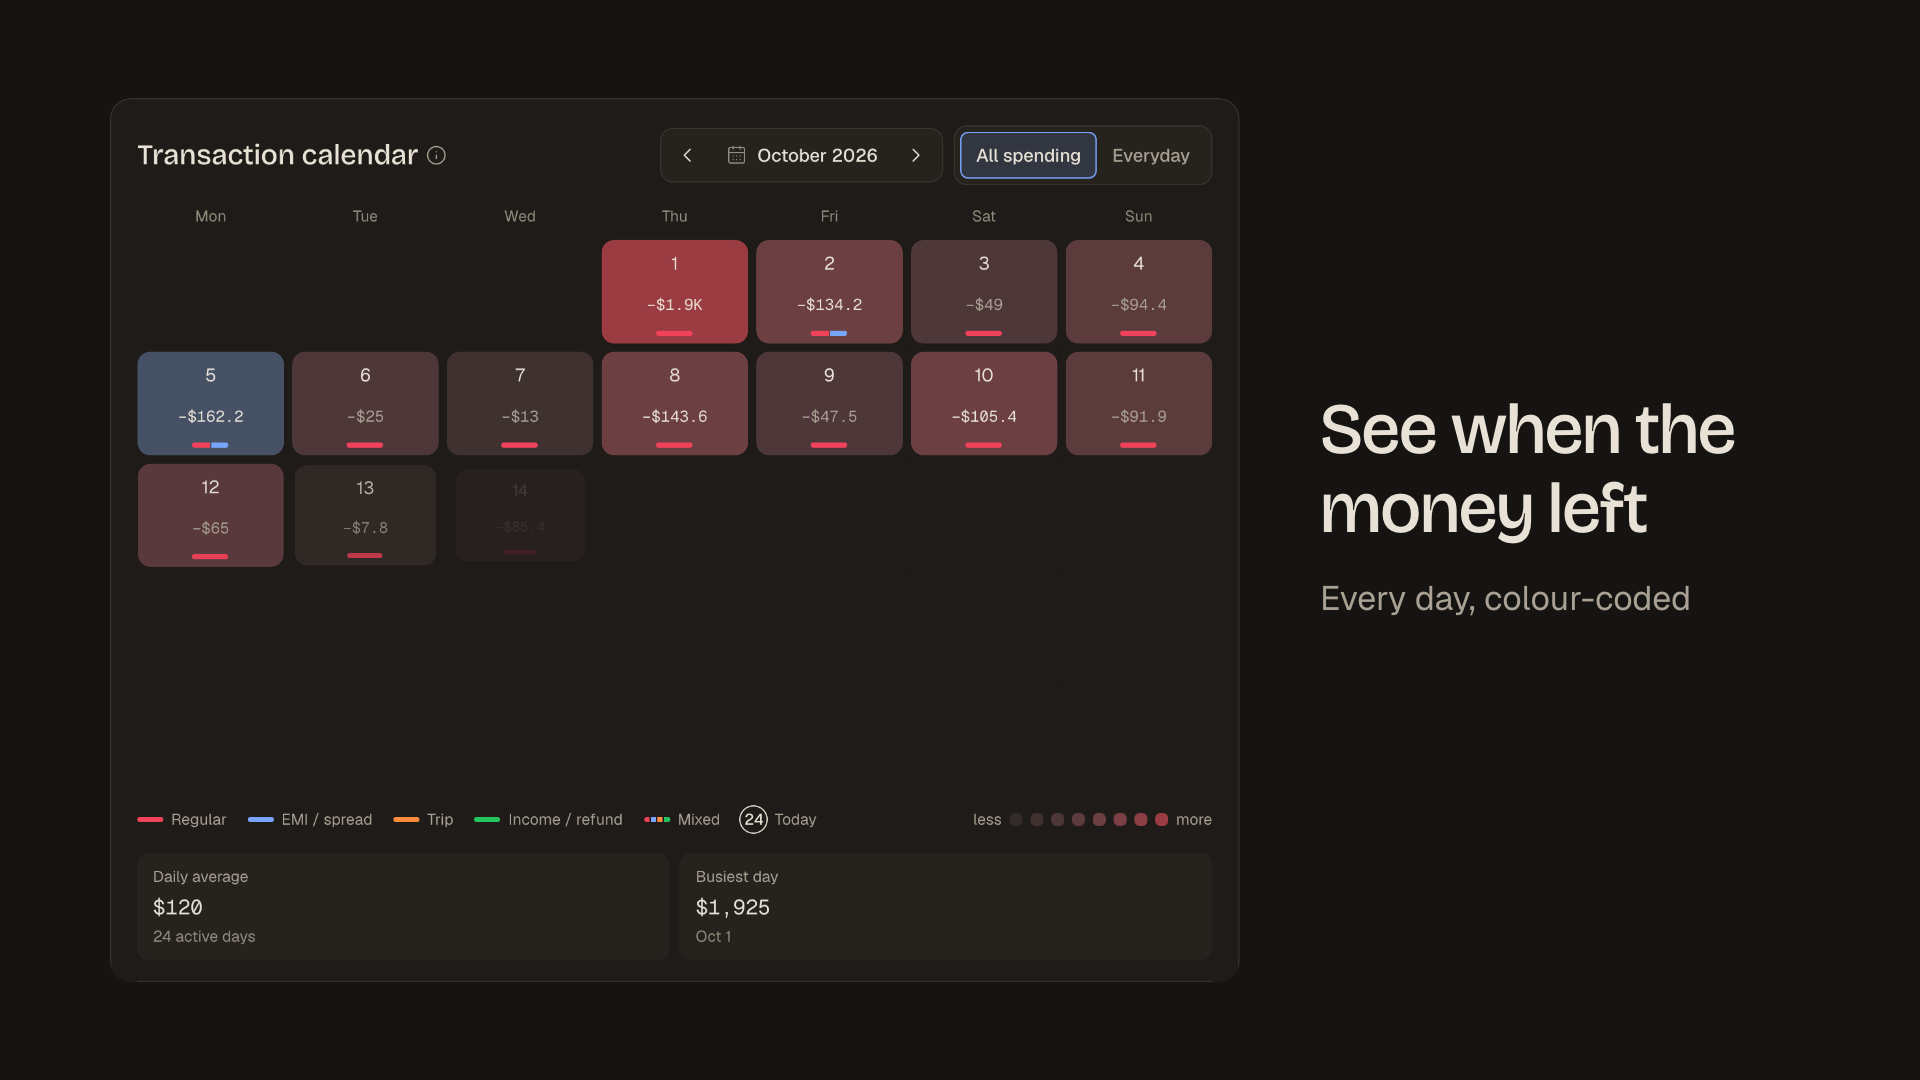 Transaction calendar
October 2026
All spending
Everyday
Mon Tue Wed Thu Fri Sat Sun
1 2 3 4
-$1.9K -$134.2 -$49 -$94.4
5 6 7 8 9 10 11
-$162.2 -$25 -$13 -$143.6 -$47.5 -$105.4 -$91.9
12 13 14
-$65 -$7.8 -$85.4
Regular EMI / spread Trip Income / refund Mixed 24 Today less more
Daily average
$120
24 active days
Busiest day
$1,925
Oct 1
See when the
money left
Every day, colour-coded